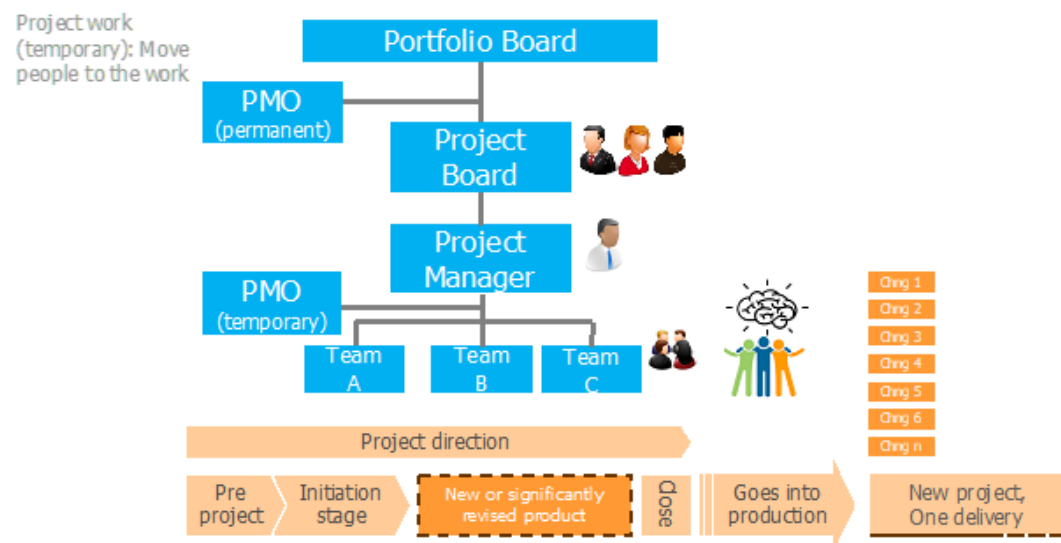 Project work
(temporary): Move
people to the work
Portfolio Board
PMO
(permanent)
Project
Board
Project
Manager
PMO
(temporary)
Team
A
Team
B
Team
C
Chng 1
Chng 2
Chng 3
Chng 4
Chng 5
Chng 6
Chng n
Project direction
Pre
project
Initiation
stage
New or significantly
revised product
Close
Goes into
production
New project,
One delivery